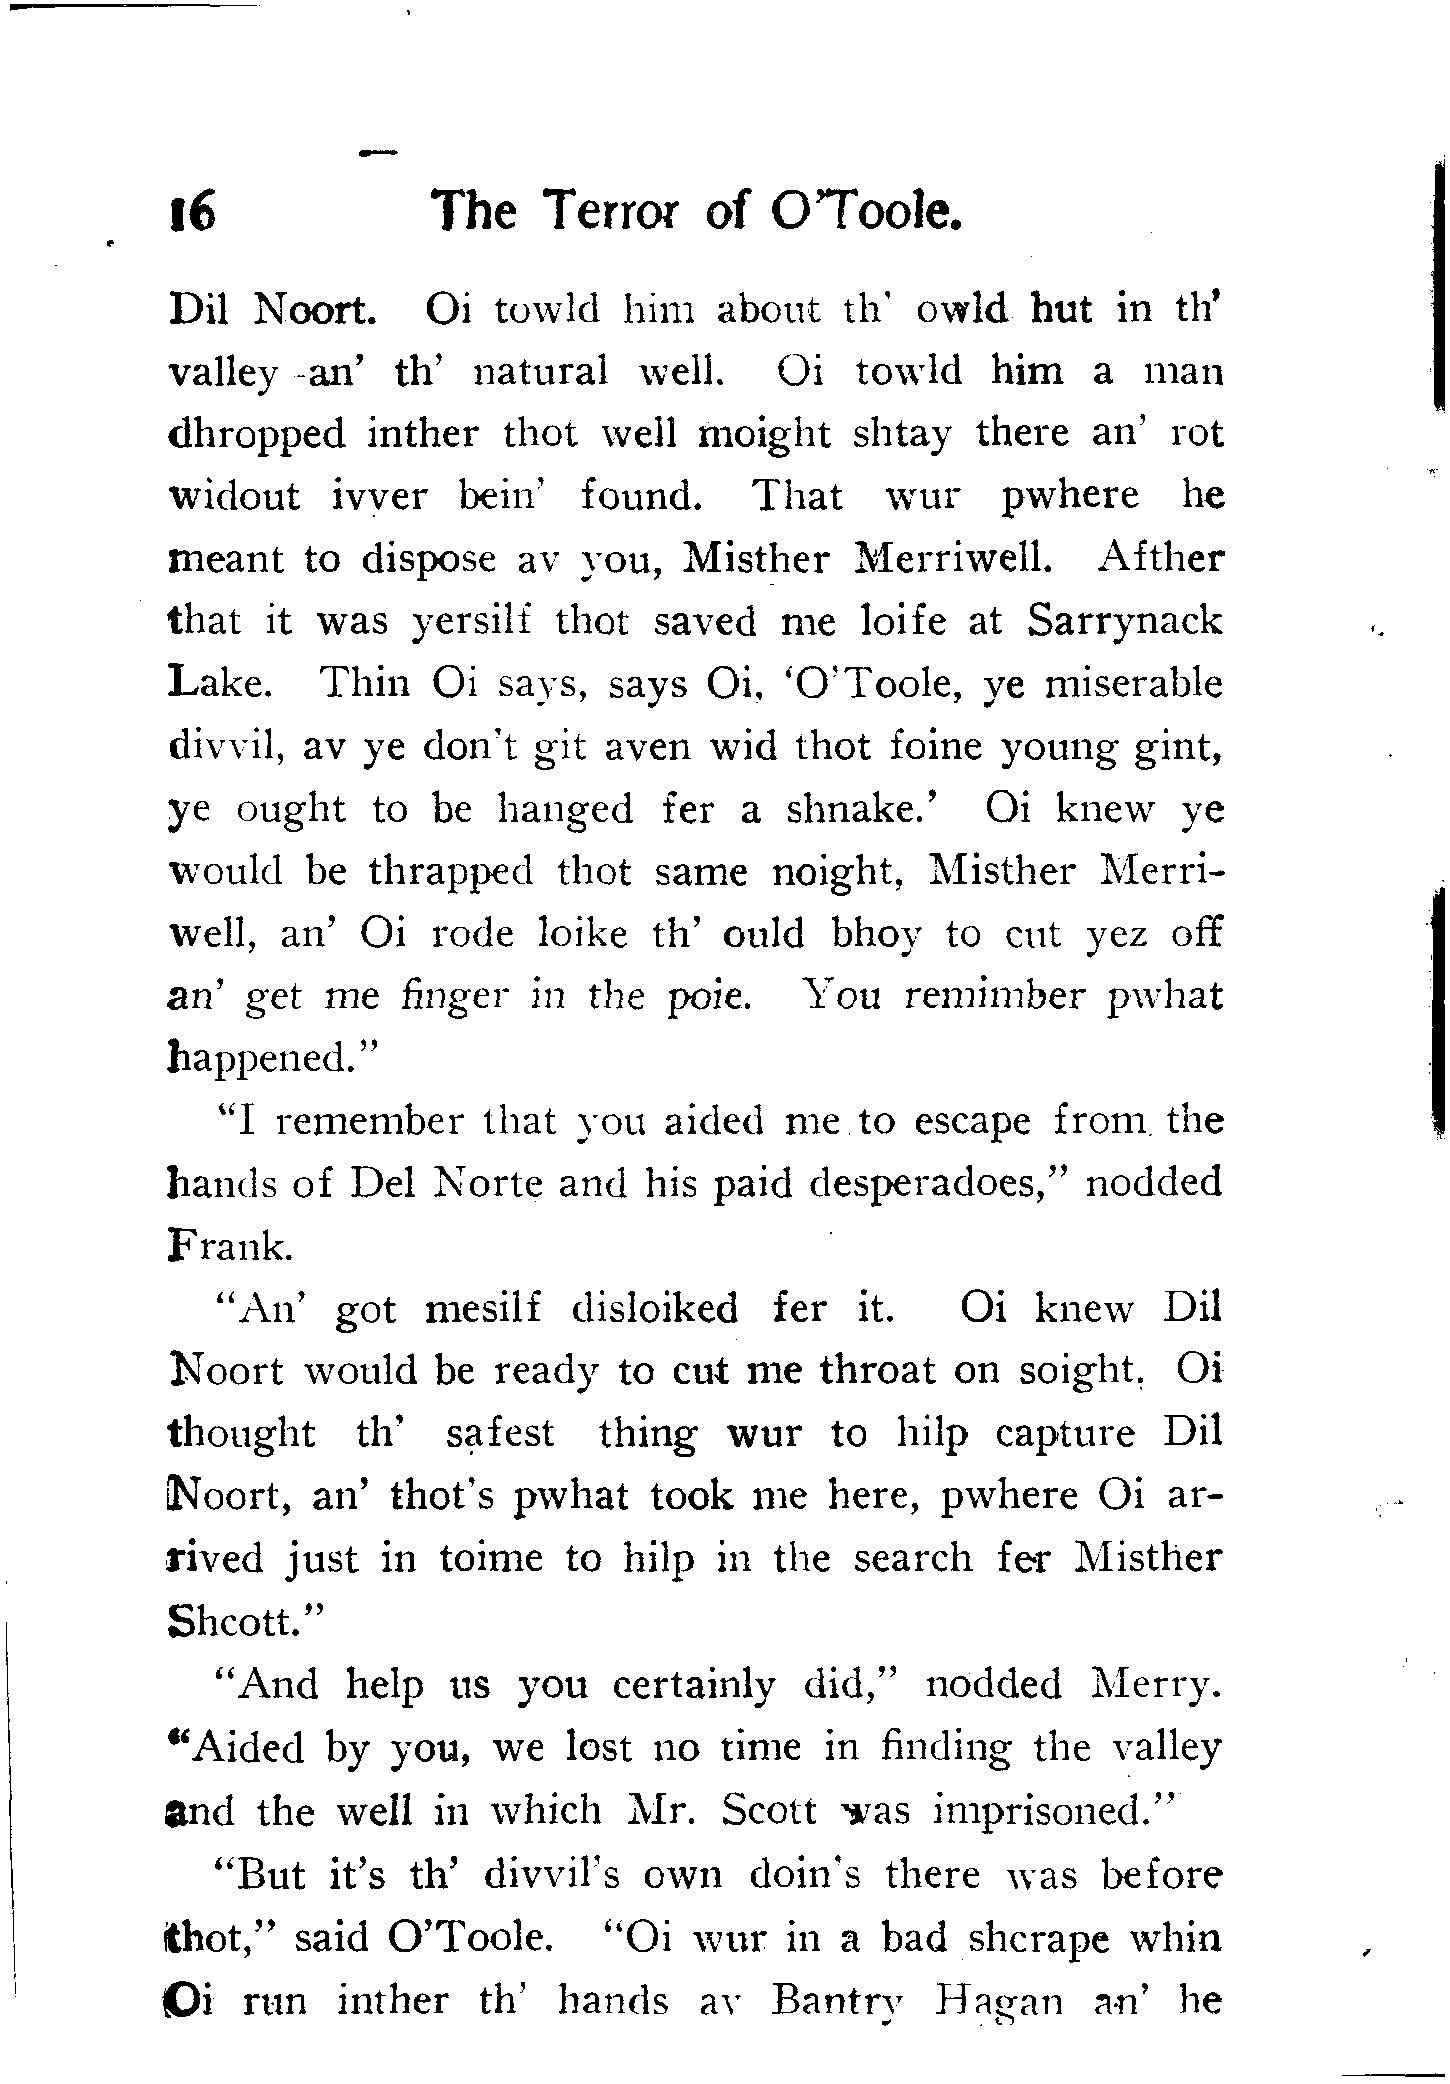 16 The Terror of O'Toole.
Dil Noort. Oi towld him about th' owld hut in th'
valley an' th' natural well. Oi towld him a man
dhropped inther thot well moight shtay there an' rot
widout ivver bein' found. That wur pwhere he
meant to dispose av you, Misther Merriwell. Afther
that it was yersilf thot saved me loife at Sarrynack
Lake. Thin Oi says, says Oi, 'O'Toole, ye miserable
divvil, av ye don't git aven wid thot foine young gint,
ye ought to be hanged fer a shnake.' Oi knew ye
would be thrapped thot same noight, Misther Merri-
well, an' Oi rode loike th' ould bhoy to cut yez off
an' get me finger in the poie. You remimber pwhat
happened."
"I remember that you aided me to escape from the
hands of Del Norte and his paid desperadoes," nodded
Frank.
"An' got mesilf disloiked fer it. Oi knew Dil
Noort would be ready to cut me throat on soight. Oi
thought th' safest thing wur to hilp capture Dil
Noort, an' thot's pwhat took me here, pwhere Oi ar-
rived just in toime to hilp in the search fer Misther
Shcott."
"And help us you certainly did," nodded Merry.
"Aided by you, we lost no time in finding the valley
and the well in which Mr. Scott was imprisoned."
"But it's th' divvil's own doin's there was before
thot," said O'Toole. "Oi wur in a bad shcrape whin
Oi run inther th' hands av Bantry Hagan an' he